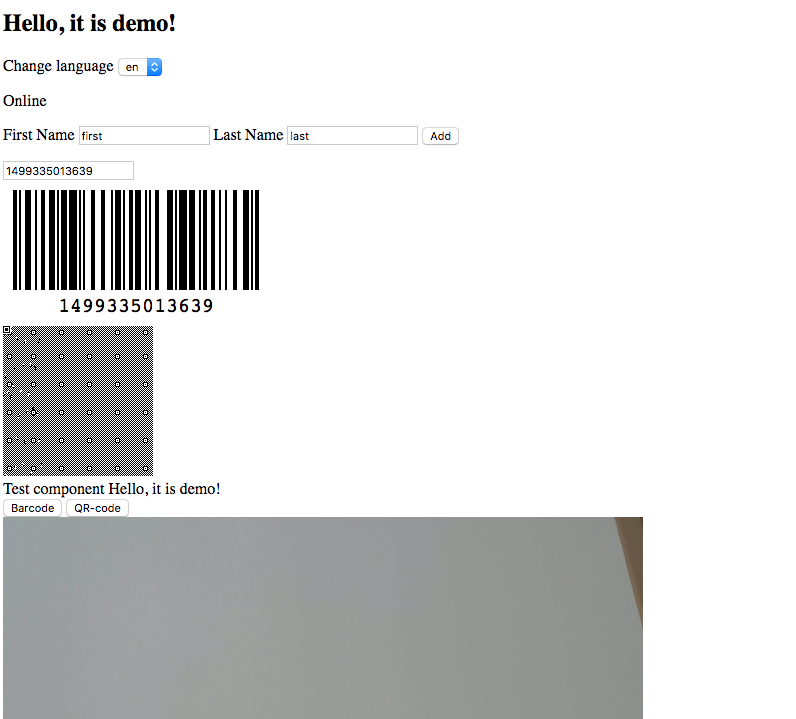 Hello, it is demo!
Change language en
Online
First Name first Last Name last Add
1499335013639
1499335013639
Test component Hello, it is demo!
Barcode QR-code